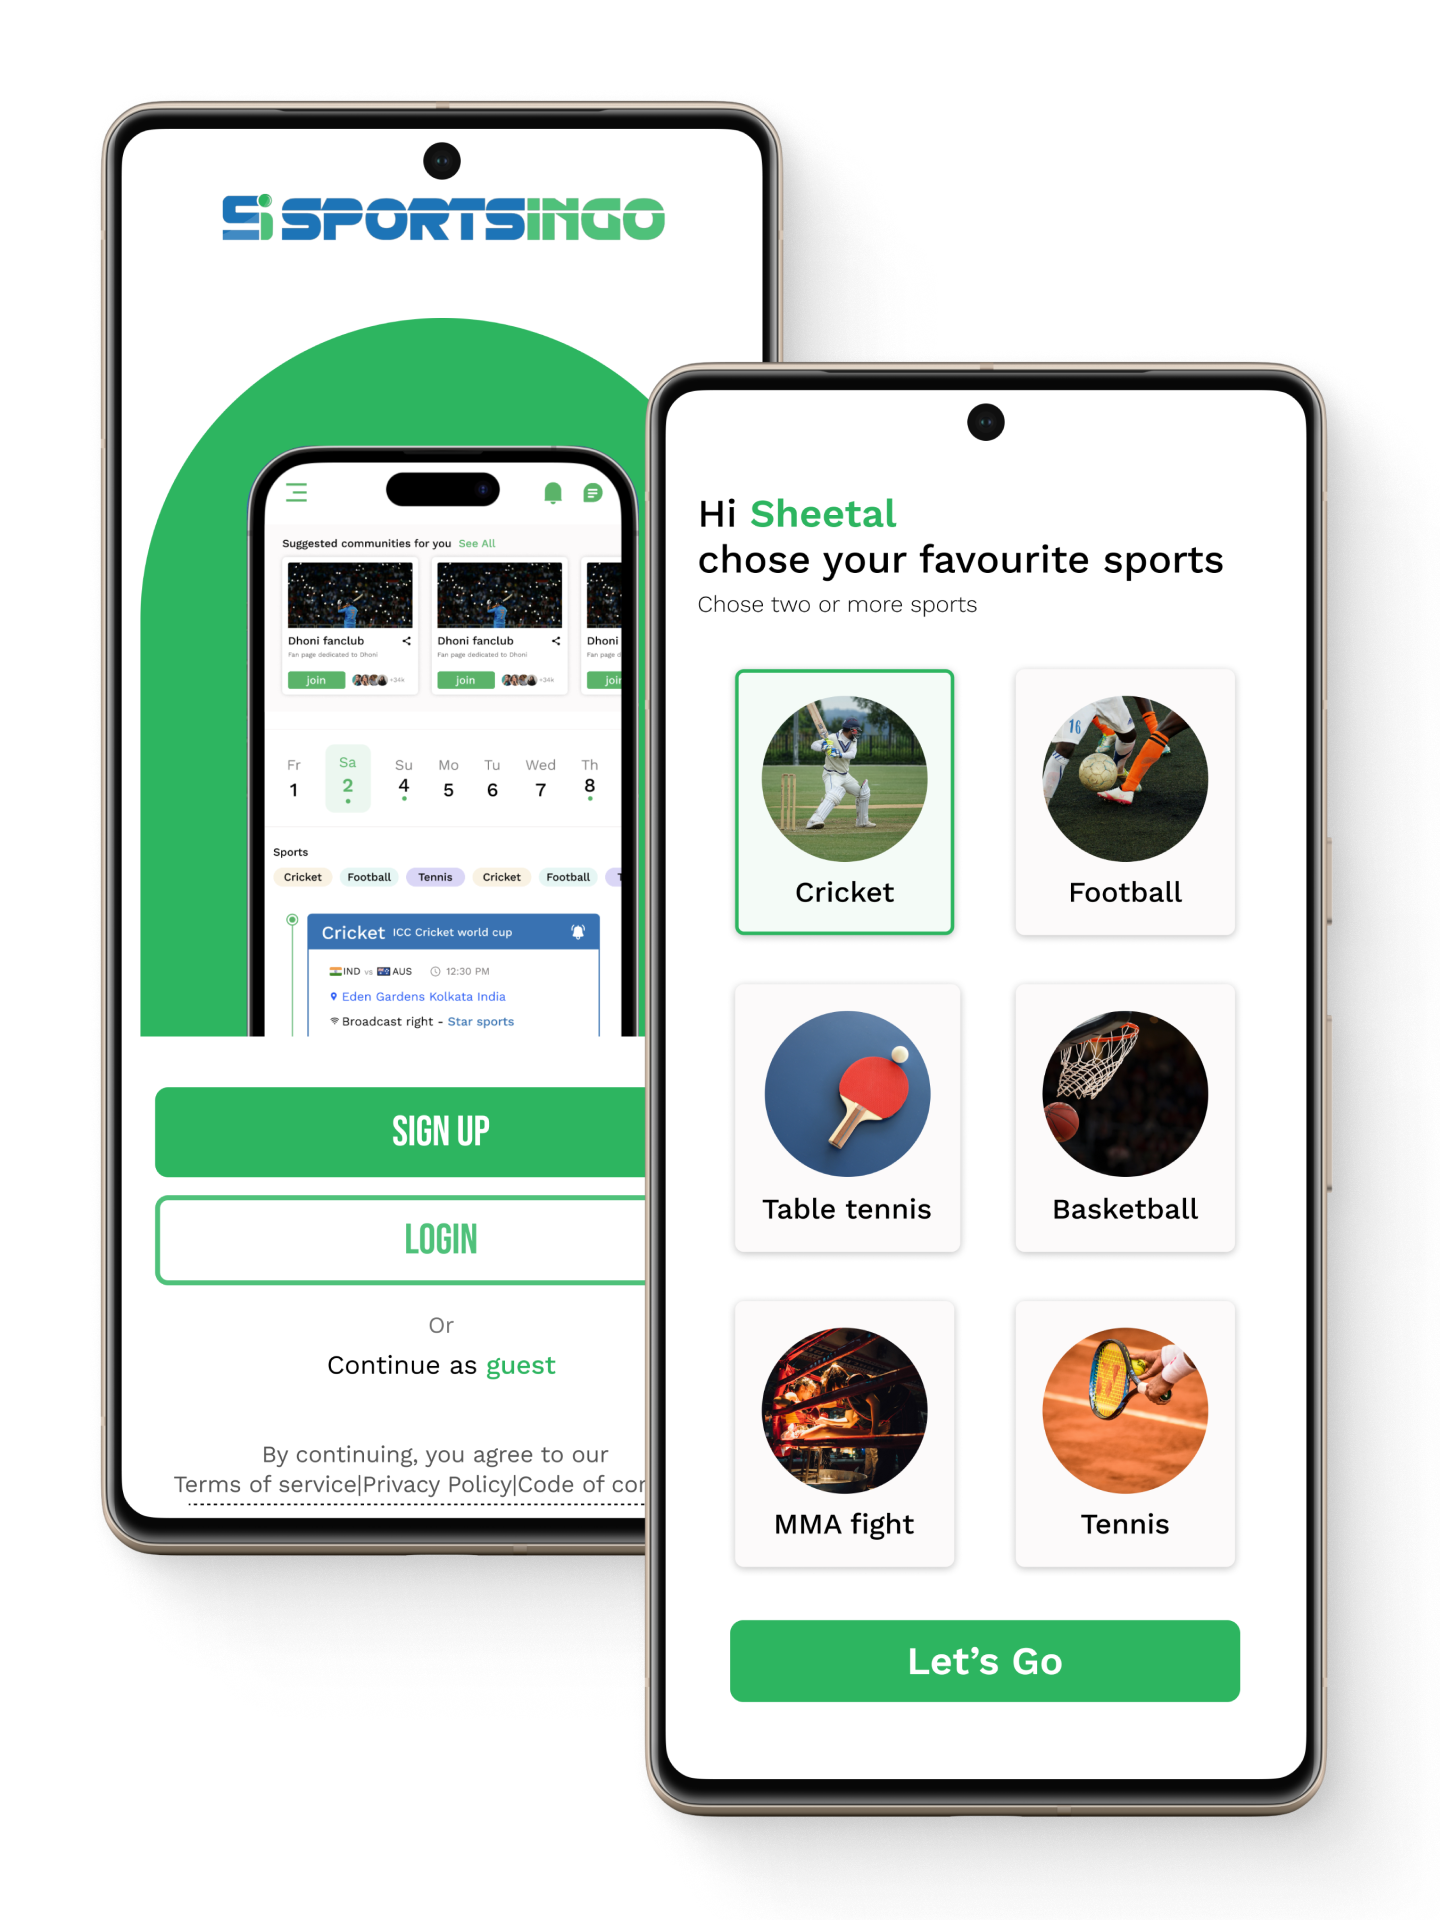 Si SPORTSINGO
Suggested communities for you See All
Dhoni fanclub
Fan page dedicated to Dhoni
join +34k
Dhoni fanclub
Fan page dedicated to Dhoni
join +34k
Dhoni
Fan page
Fr Sa Su Mo Tu Wed Th
1 2 4 5 6 7 8
Sports
Cricket Football Tennis Cricket Football
Cricket ICC Cricket world cup
IND vs AUS 12:30 PM
Eden Gardens Kolkata India
Broadcast right - Star sports
SIGN UP
LOGIN
Or
Continue as guest
By continuing, you agree to our
Terms of service|Privacy Policy|Code of
Hi Sheetal
chose your favourite sports
Chose two or more sports
16
Cricket
Football
Table tennis
Basketball
MMA fight
Tennis
Let's Go